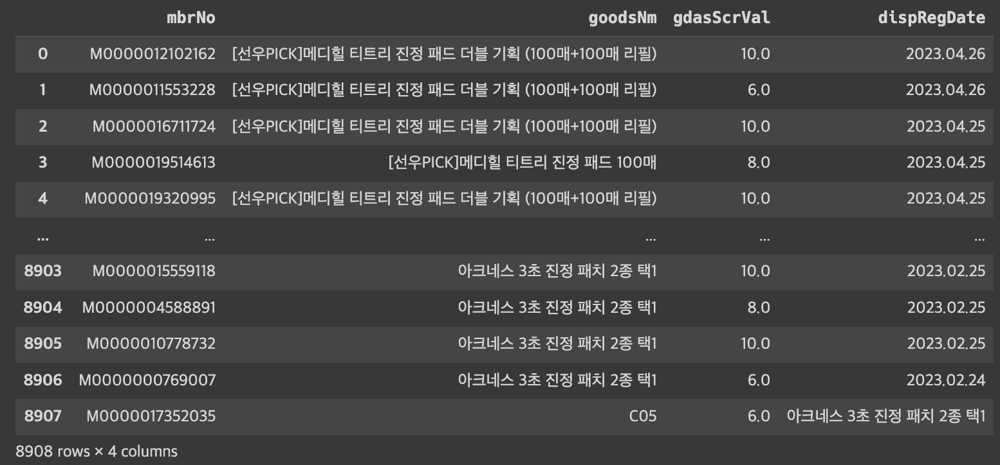 mbrNo goodsNm gdasScrVal dispRegDate
0 M0000012102162 [선우PICK]메디힐 티트리 진정 패드 더블 기획 (100매+100매 리필) 10.0 2023.04.26
1 M0000011553228 [선우PICK]메디힐 티트리 진정 패드 더블 기획 (100매+100매 리필) 6.0 2023.04.26
2 M0000016711724 [선우PICK]메디힐 티트리 진정 패드 더블 기획 (100매+100매 리필) 10.0 2023.04.25
3 M0000019514613 [선우PICK]메디힐 티트리 진정 패드 100매 8.0 2023.04.25
4 M0000019320995 [선우PICK]메디힐 티트리 진정 패드 더블 기획 (100매+100매 리필) 10.0 2023.04.25
... ... ... ... ...
8903 M0000015559118 아크네스 3초 진정 패치 2종 택1 10.0 2023.02.25
8904 M0000004588891 아크네스 3초 진정 패치 2종 택1 8.0 2023.02.25
8905 M0000010778732 아크네스 3초 진정 패치 2종 택1 10.0 2023.02.25
8906 M0000000769007 아크네스 3초 진정 패치 2종 택1 6.0 2023.02.24
8907 M0000017352035 C05 6.0 아크네스 3초 진정 패치 2종 택1
8908 rows × 4 columns